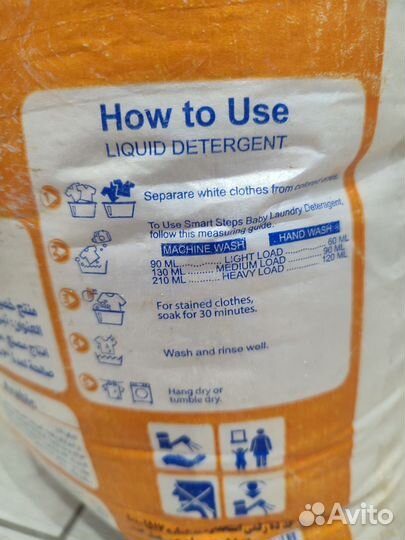 How to Use
LIQUID DETERGENT
Separare white clothes from colored ones.
To Use Smart Steps Baby Laundry Deteragent,
follow this measuring guide.
MACHINE WASH HAND WASH
90 ML............LIGHT LOAD............60 ML
130 ML..........MEDIUM LOAD..........90 ML
210 ML..........HEAVY LOAD..........120 ML
For stained clothes,
soak for 30 minutes.
Wash and rinse woll.
Hang dry or
tumble dry.
Avito